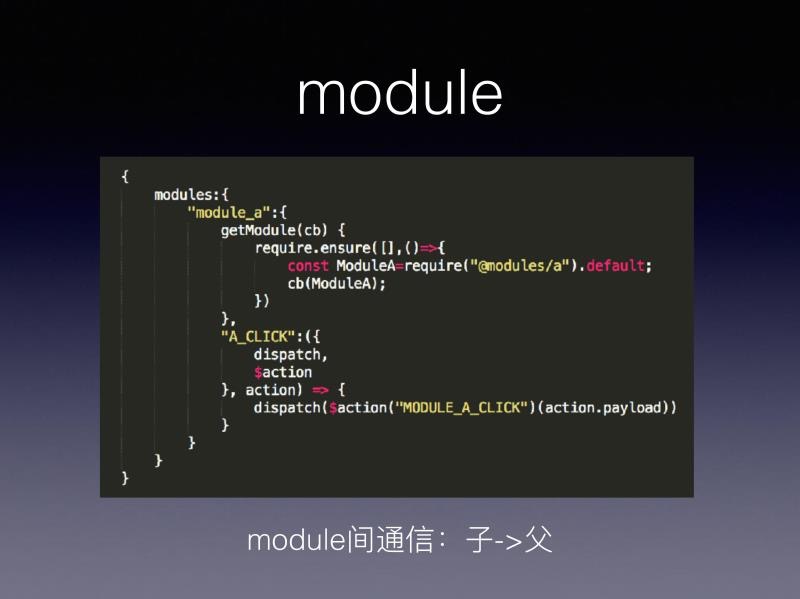 module
{
modules:{
"module_a":{
getModule(cb) {
require.ensure([],()=>{
const ModuleA=require("@modules/a").default;
cb(ModuleA);
})
},
"A_CLICK":({
dispatch,
$action
}, action) => {
dispatch($action("MODULE_A_CLICK")(action.payload))
}
}
}
}
module间通信：子->父